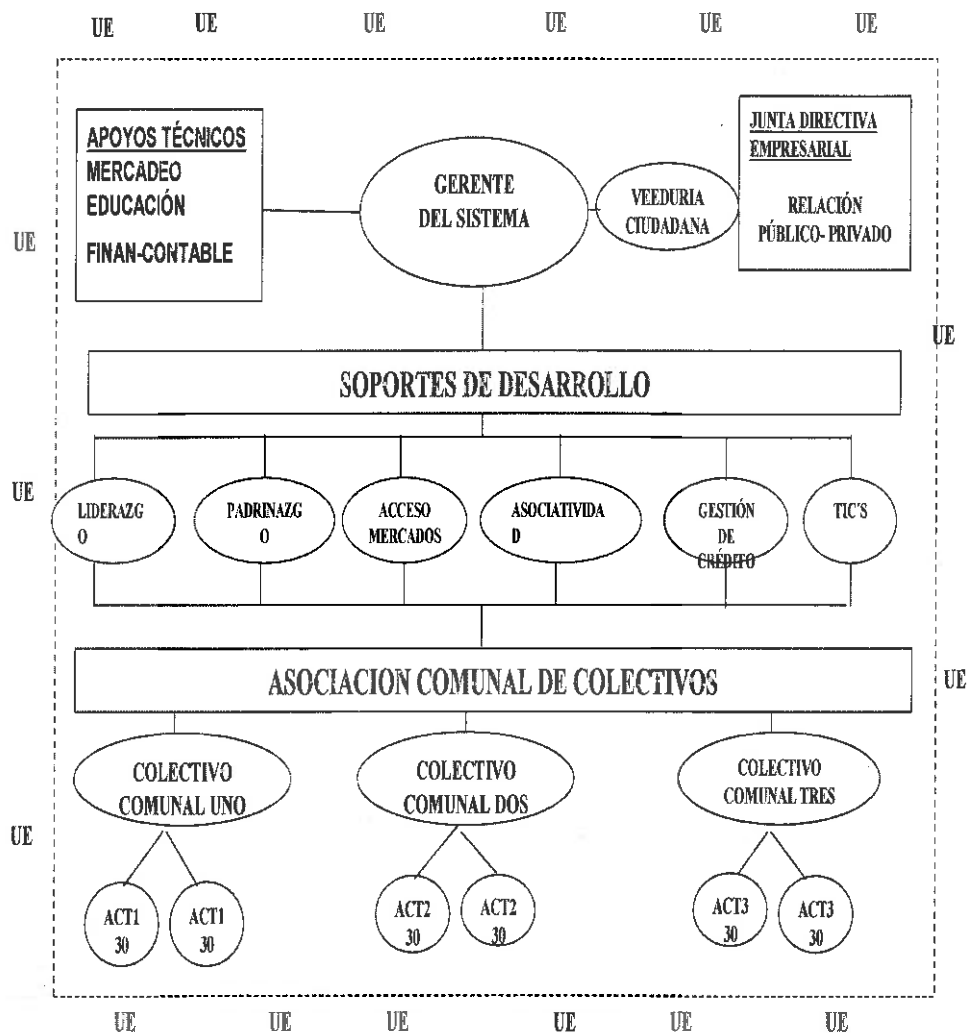 UE UE UE UE UE UE
APOYOS TÉCNICOS
MERCADEO
EDUCACIÓN
FINAN-CONTABLE
GERENTE
DEL SISTEMA
VEEDURIA
CIUDADANA
JUNTA DIRECTIVA
EMPRESARIAL
RELACIÓN
PÚBLICO- PRIVADO
UE
UE
SOPORTES DE DESARROLLO
UE
LIDERAZG
O
PADRINAZG
O
ACCESO
MERCADOS
ASOCIATIVIDA
D
GESTIÓN
DE
CRÉDITO
TIC'S
ASOCIACION COMUNAL DE COLECTIVOS
UE
COLECTIVO
COMUNAL UNO
COLECTIVO
COMUNAL DOS
COLECTIVO
COMUNAL TRES
UE
ACT1
30
ACT1
30
ACT2
30
ACT2
30
ACT3
30
ACT3
30
UE UE UE UE UE UE